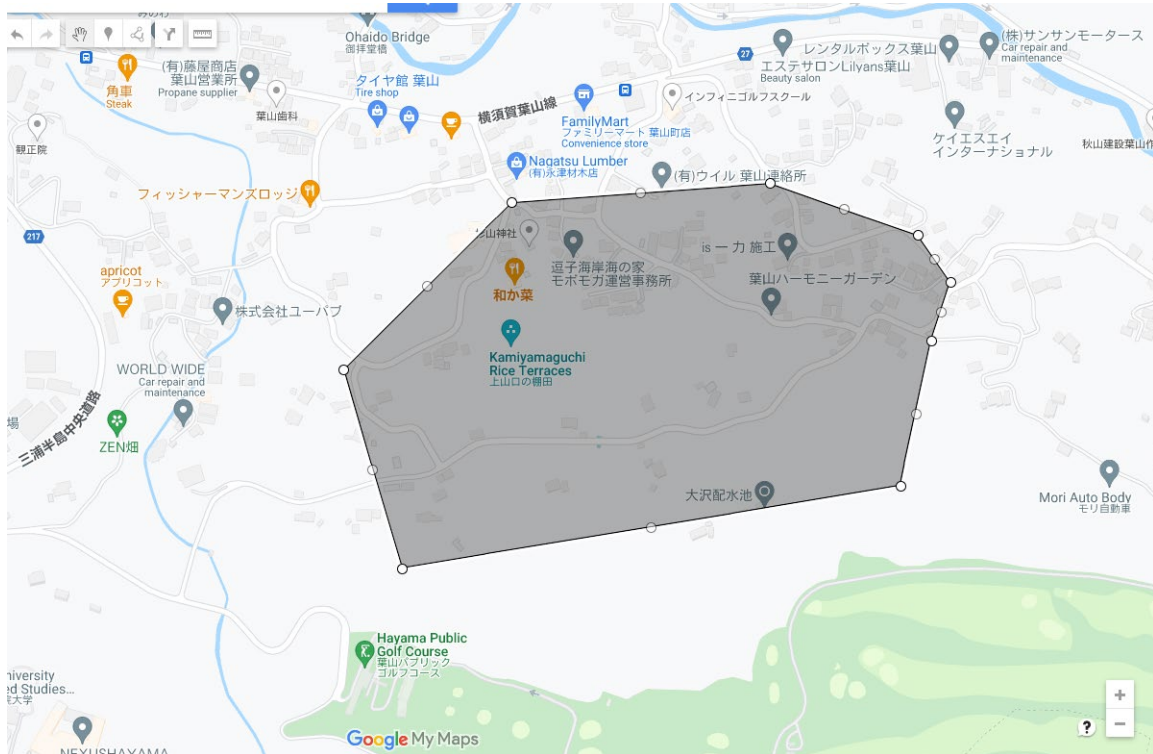 Ohaido Bridge
御拝堂橋
27
レンタルボックス葉山
(株)サンサンモータース
Car repair and
maintenance
エステサロンLilyans葉山
Beauty salon
(有)藤屋商店
葉山営業所
Propane supplier
角車
Steak
タイヤ館 葉山
Tire shop
葉山歯科
横須賀葉山線
FamilyMart
ファミリーマート 葉山町店
Convenience store
インフィニゴルフスクール
ケイエスエイ
インターナショナル
秋山建設葉山作
観正院
Nagatsu Lumber
(有)永津材木店
(有)ウイル 葉山連絡所
フィッシャーマンズロッジ
217
杉山神社
逗子海岸海の家
モボモガ運営事務所
is 一力 施工
葉山ハーモニーガーデン
apricot
アプリコット
和か菜
株式会社ユーバブ
Kamiyamaguchi
Rice Terraces
上山口の棚田
WORLD WIDE
Car repair and
maintenance
場
三浦半島中央道路
ZEN畑
大沢配水池
Mori Auto Body
モリ自動車
Hayama Public
Golf Course
葉山パブリック
ゴルフコース
niversity
ed Studies...
院大学
NEXUSHAYAMA
Google My Maps
+
?
−